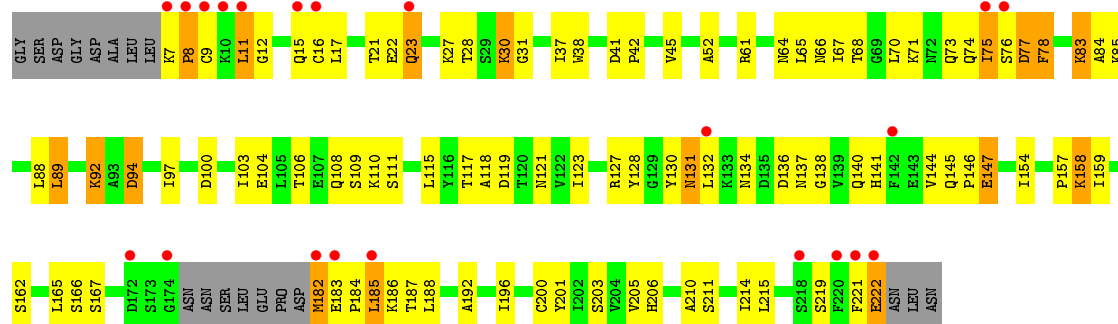 GLY SER ASP GLY ASP ALA LEU LEU K7 P8 C9 K10 L11 G12 Q15 C16 L17 T21 E22 Q23 K27 T28 S29 K30 G31 I37 W38 D41 P42 V45 A52 R61 N64 L65 N66 I67 T68 G69 L70 K71 N72 Q73 Q74 I75 S76 D77 F78 K83 A84 K85
L88 L89 K92 A93 D94 I97 D100 I103 E104 L105 T106 E107 Q108 S109 K110 S111 L115 Y116 T117 A118 D119 T120 N121 V122 I123 R127 Y128 G129 Y130 N131 L132 K133 N134 D135 D136 N137 G138 V139 Q140 H141 F142 E143 V144 Q145 P146 E147 I154 P157 K158 I159
S162 L165 S166 S167 D172 S173 G174 ASN ASN SER LEU GLU PRO ASP M182 E183 P184 L185 K186 T187 L188 A192 I196 C200 Y201 I202 S203 V204 V205 H206 A210 S211 I214 L215 S218 S219 F220 F221 E222 ASN LEU ASN